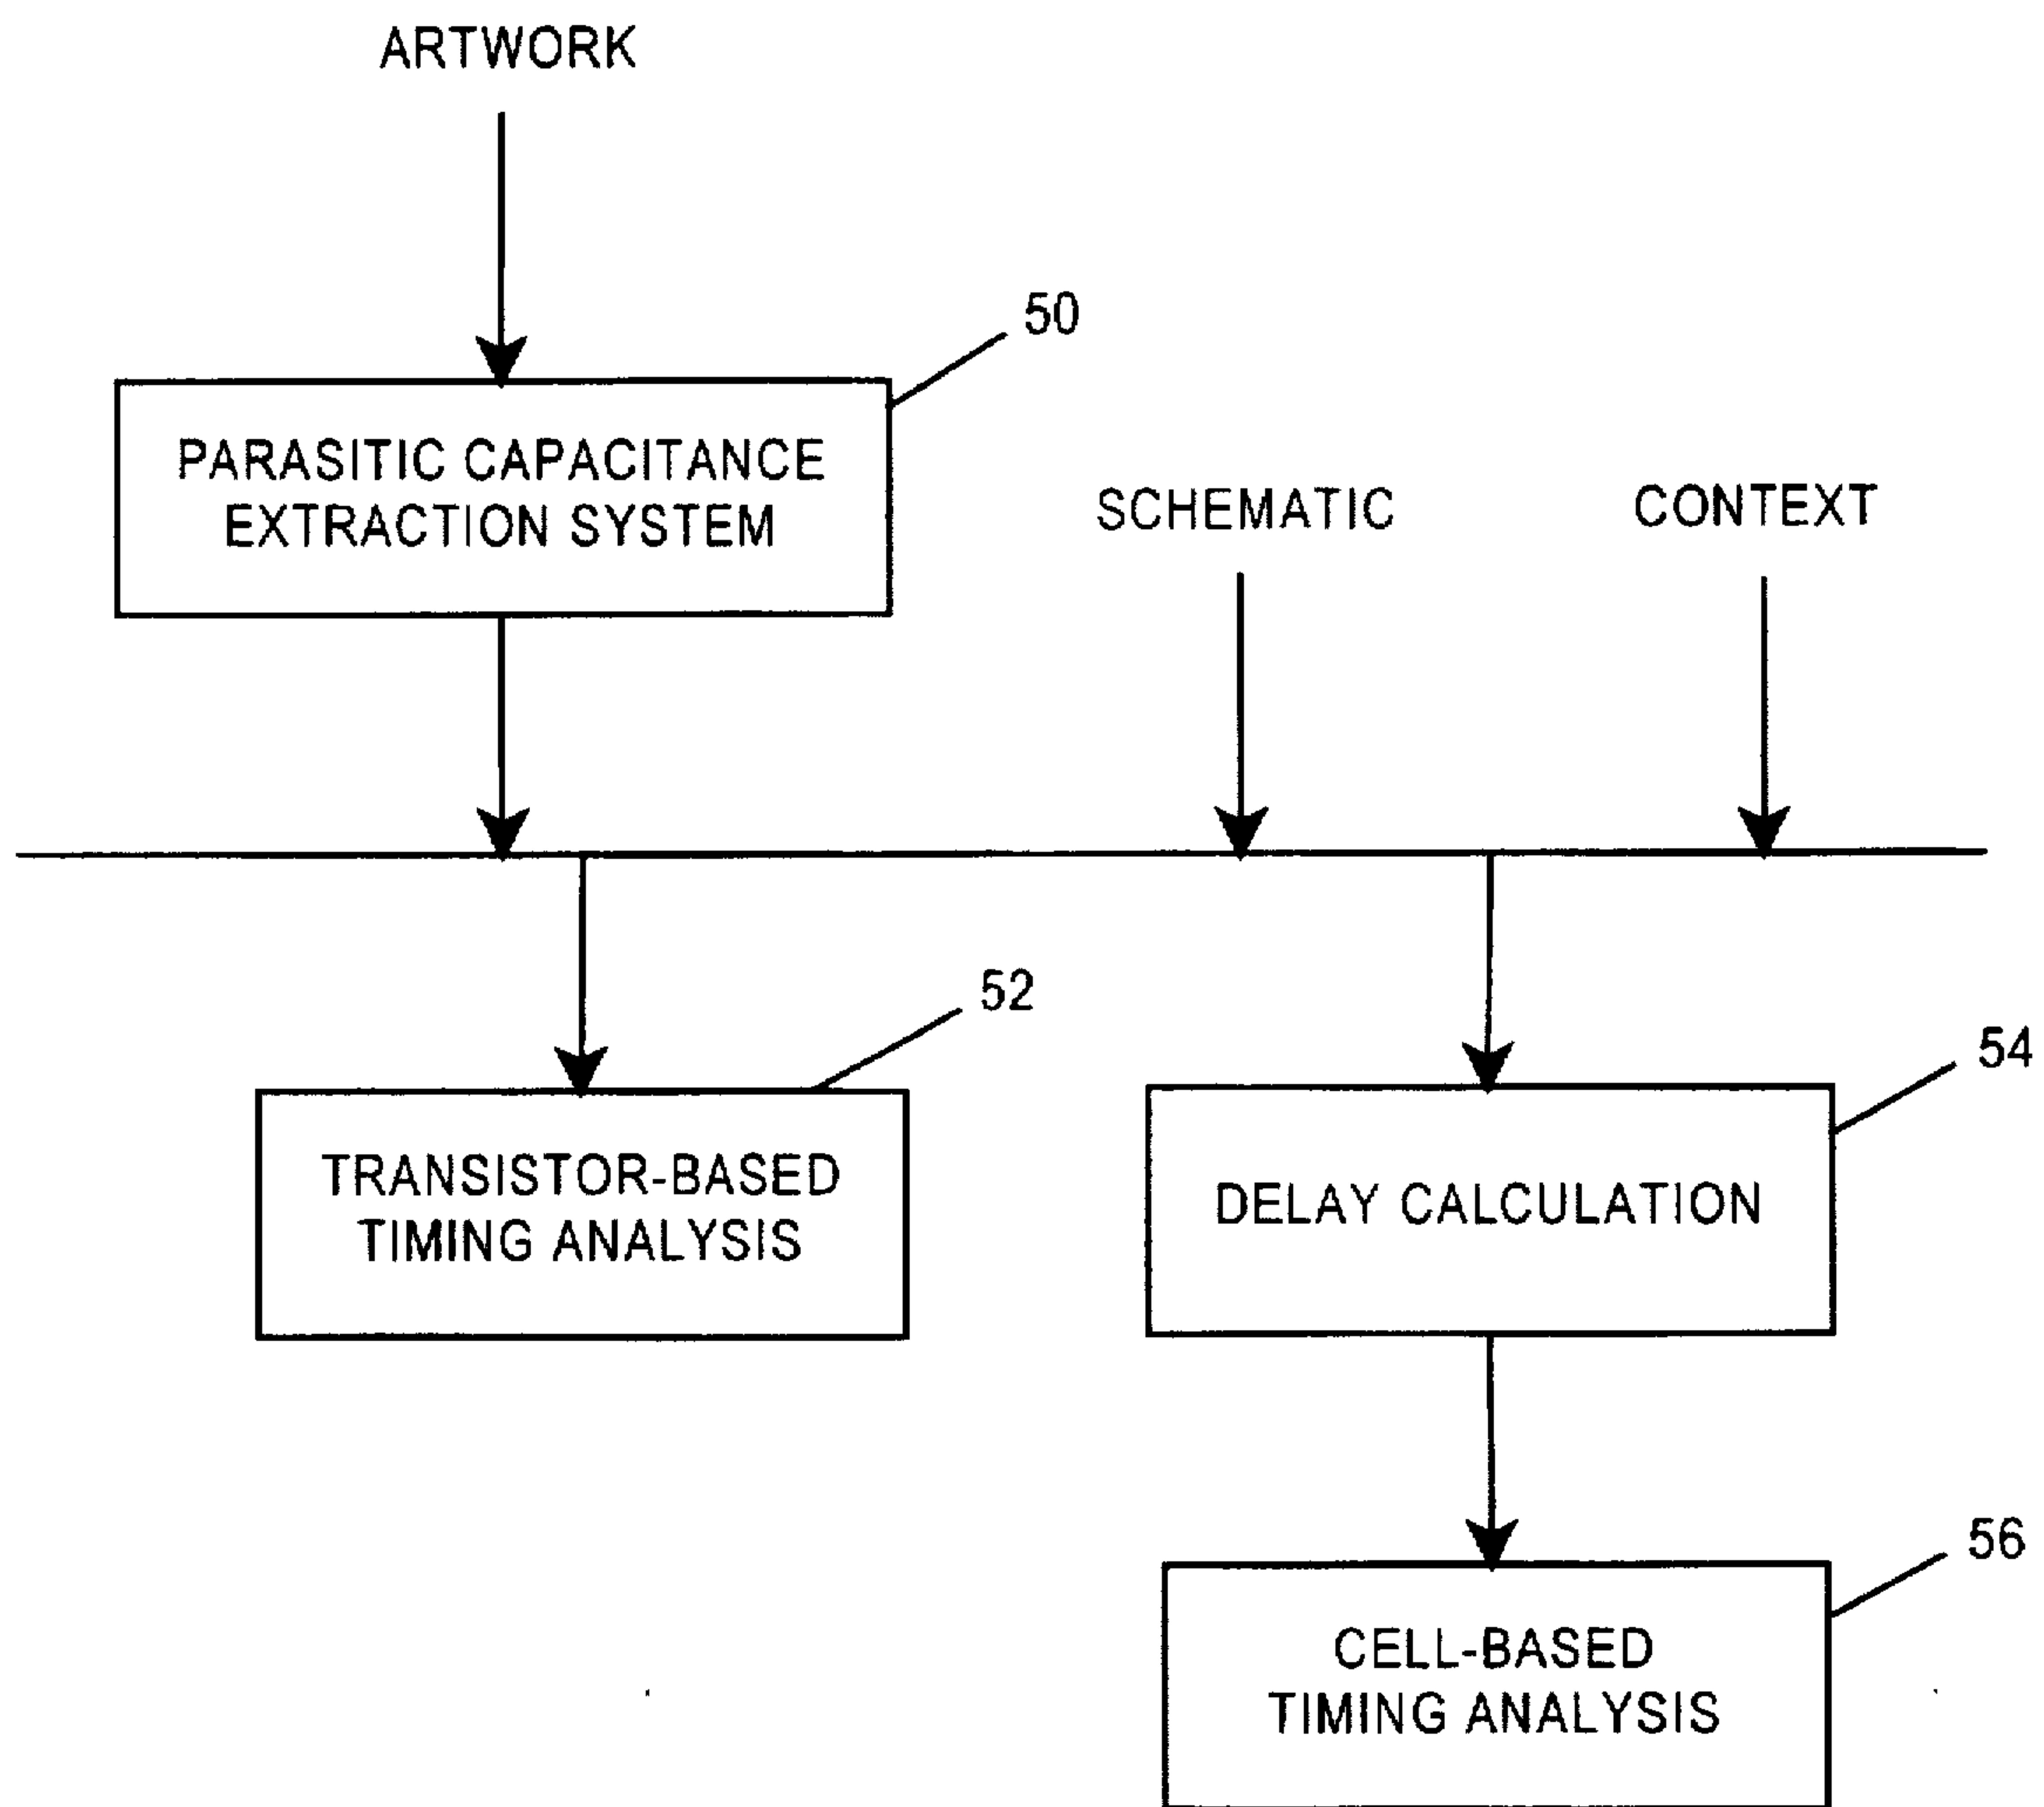 ARTWORK
50
PARASITIC CAPACITANCE
EXTRACTION SYSTEM
SCHEMATIC
CONTEXT
52
TRANSISTOR-BASED
TIMING ANALYSIS
54
DELAY CALCULATION
56
CELL-BASED
TIMING ANALYSIS